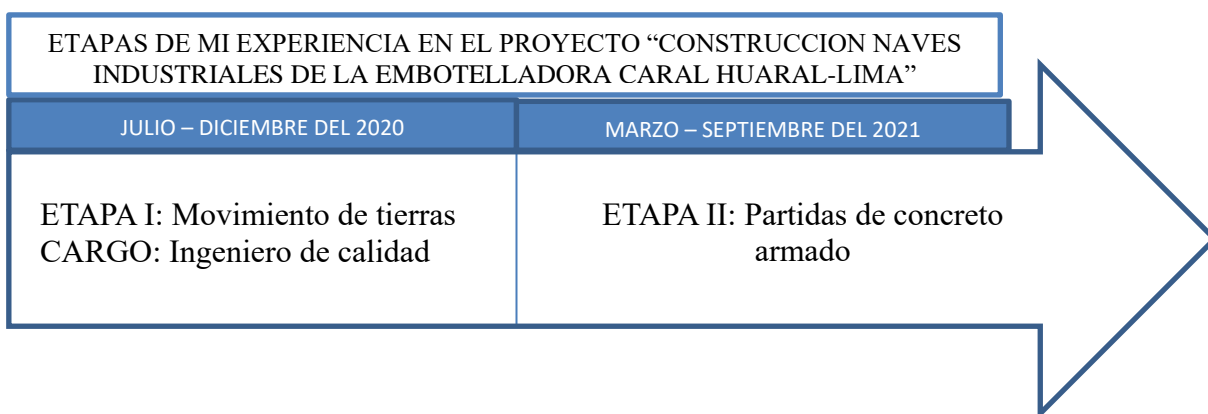 ETAPAS DE MI EXPERIENCIA EN EL PROYECTO “CONSTRUCCION NAVES
INDUSTRIALES DE LA EMBOTELLADORA CARAL HUARAL-LIMA”
JULIO – DICIEMBRE DEL 2020
MARZO – SEPTIEMBRE DEL 2021
ETAPA I: Movimiento de tierras
CARGO: Ingeniero de calidad
ETAPA II: Partidas de concreto
armado